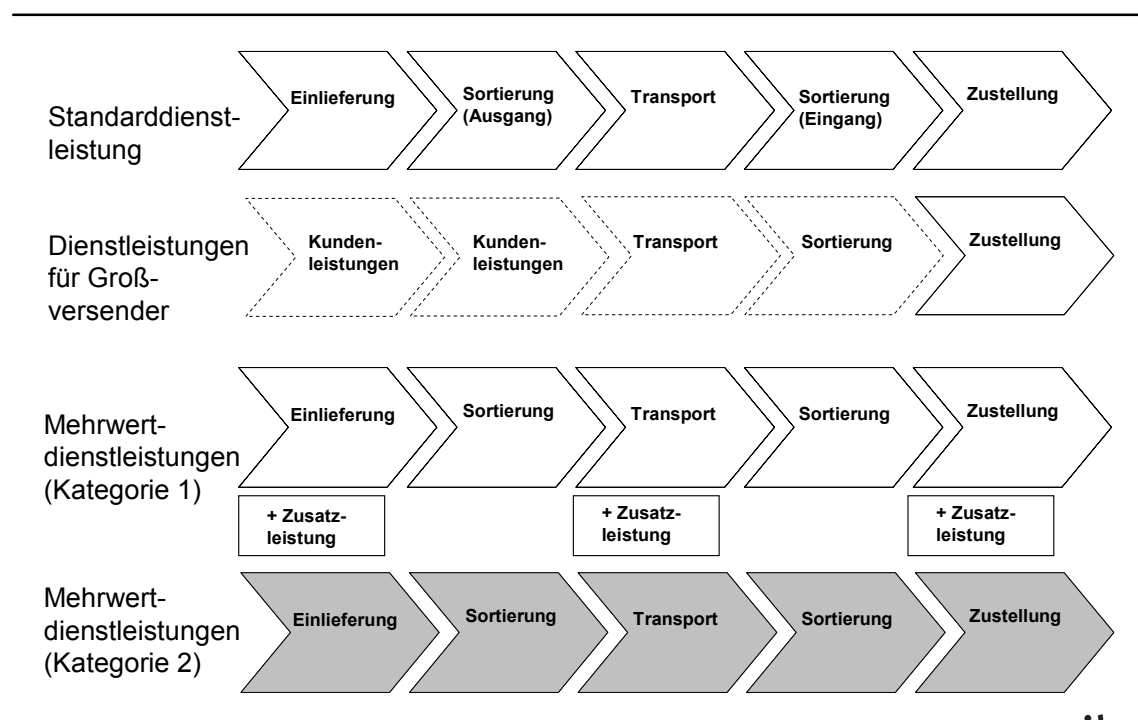 Standarddienst-
leistung
Einlieferung
Sortierung
(Ausgang)
Transport
Sortierung
(Eingang)
Zustellung
Dienstleistungen
für Groß-
versender
Kunden-
leistungen
Kunden-
leistungen
Transport
Sortierung
Zustellung
Mehrwert-
dienstleistungen
(Kategorie 1)
Einlieferung
Sortierung
Transport
Sortierung
Zustellung
+ Zusatz-
leistung
+ Zusatz-
leistung
+ Zusatz-
leistung
Mehrwert-
dienstleistungen
(Kategorie 2)
Einlieferung
Sortierung
Transport
Sortierung
Zustellung